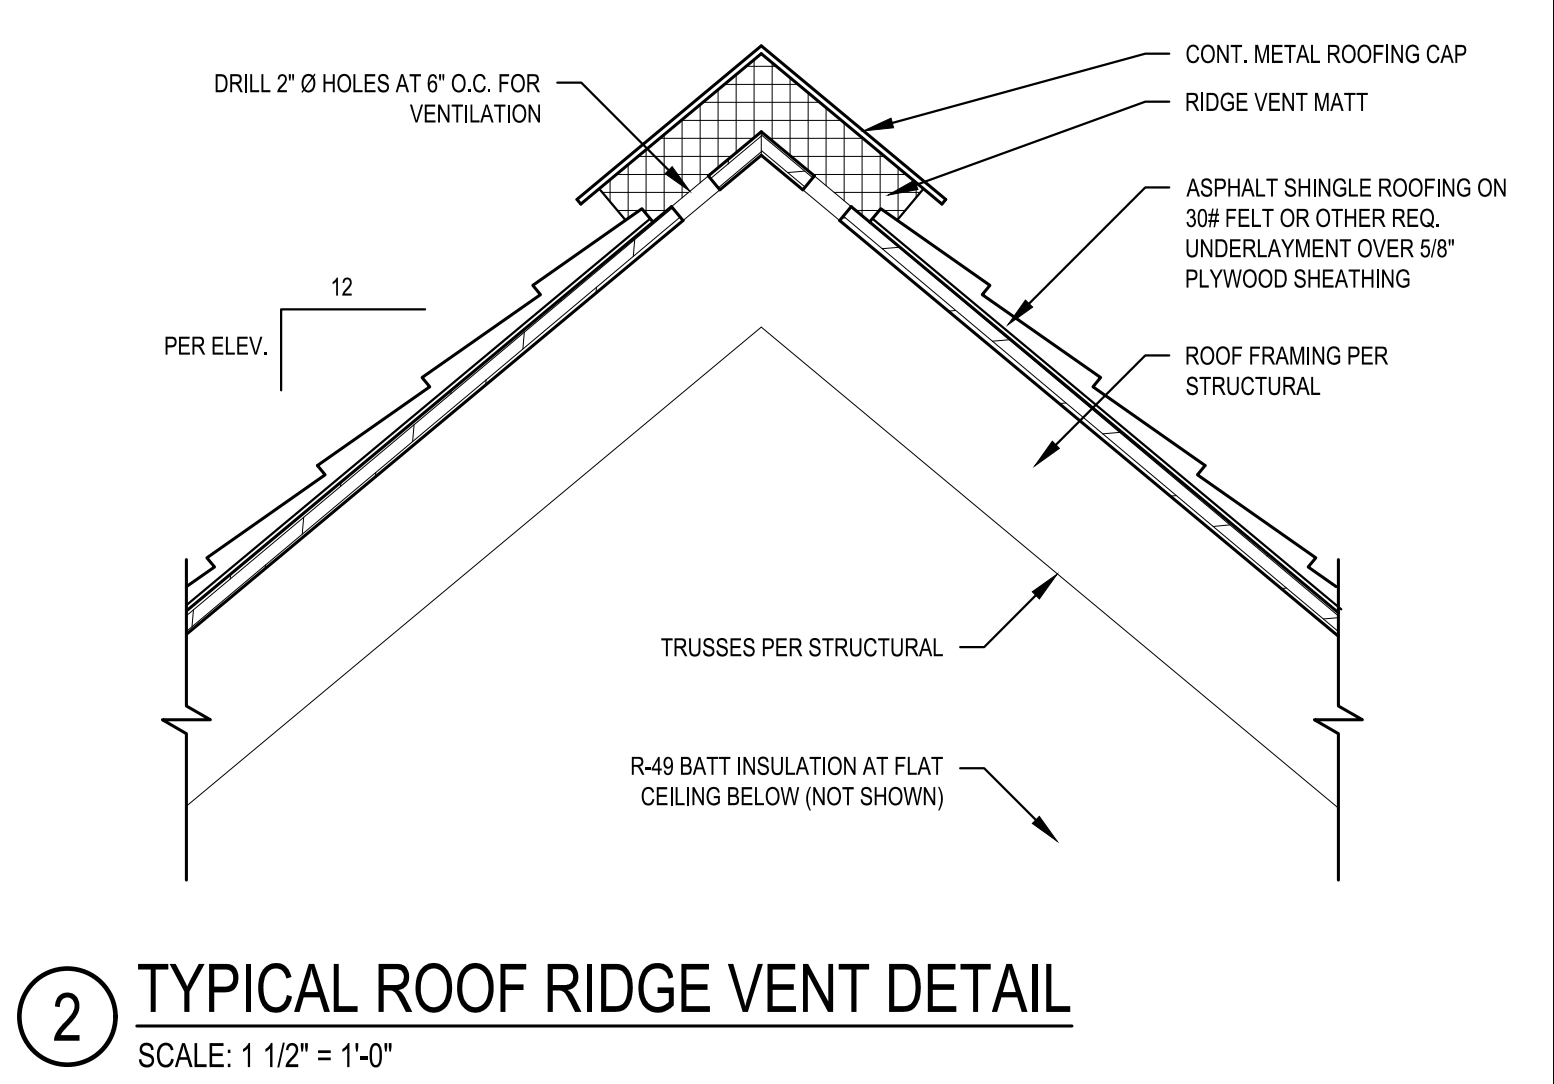 DRILL 2" Ø HOLES AT 6" O.C. FOR
VENTILATION
CONT. METAL ROOFING CAP
RIDGE VENT MATT
ASPHALT SHINGLE ROOFING ON
30# FELT OR OTHER REQ.
UNDERLAYMENT OVER 5/8"
PLYWOOD SHEATHING
12
PER ELEV.
ROOF FRAMING PER
STRUCTURAL
TRUSSES PER STRUCTURAL
R-49 BATT INSULATION AT FLAT
CEILING BELOW (NOT SHOWN)
2
TYPICAL ROOF RIDGE VENT DETAIL
SCALE: 1 1/2" = 1'-0"